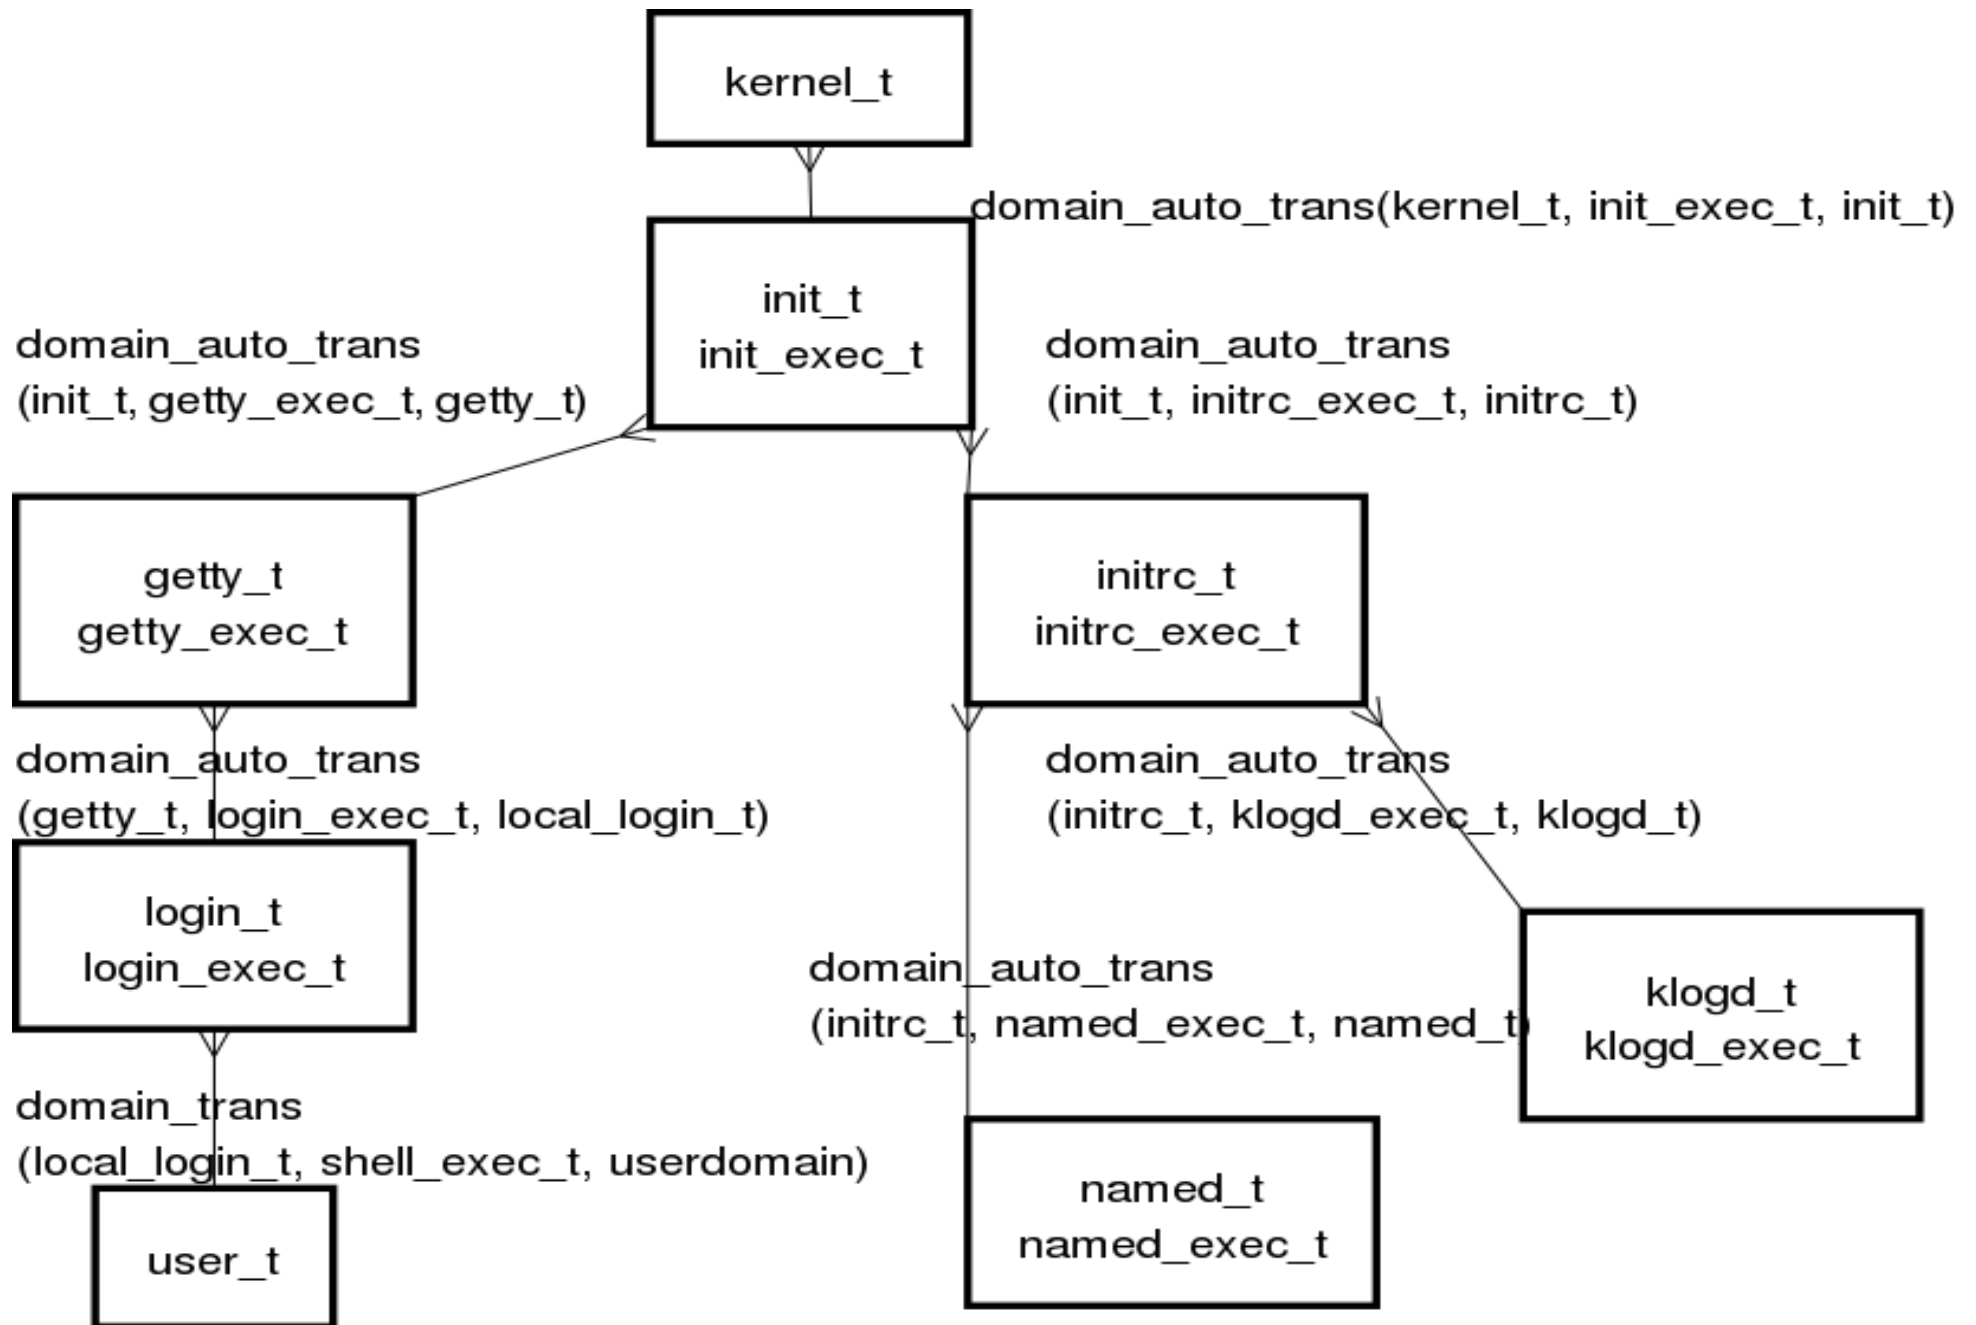 kernel_t
domain_auto_trans(kernel_t, init_exec_t, init_t)
init_t
init_exec_t
domain_auto_trans
(init_t, getty_exec_t, getty_t)
domain_auto_trans
(init_t, initrc_exec_t, initrc_t)
getty_t
getty_exec_t
initrc_t
initrc_exec_t
domain_auto_trans
(getty_t, login_exec_t, local_login_t)
domain_auto_trans
(initrc_t, klogd_exec_t, klogd_t)
login_t
login_exec_t
domain_auto_trans
(initrc_t, named_exec_t, named_t)
klogd_t
klogd_exec_t
domain_trans
(local_login_t, shell_exec_t, userdomain)
user_t
named_t
named_exec_t